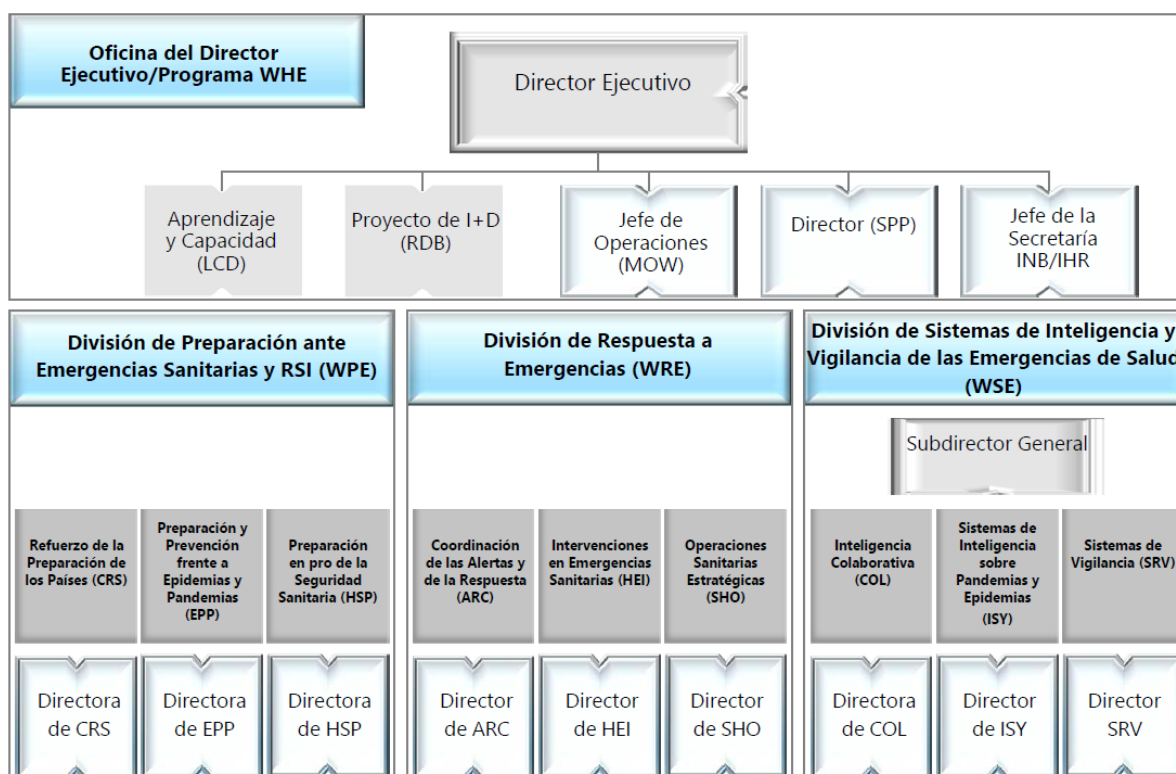 Oficina del Director
Ejecutivo/Programa WHE
Director Ejecutivo
Aprendizaje
y Capacidad
(LCD)
Proyecto de I+D
(RDB)
Jefe de
Operaciones
(MOW)
Director (SPP)
Jefe de la
Secretaría
INB/IHR
División de Preparación ante
Emergencias Sanitarias y RSI (WPE)
División de Respuesta a
Emergencias (WRE)
División de Sistemas de Inteligencia y
Vigilancia de las Emergencias de Salud
(WSE)
Subdirector General
Refuerzo de la
Preparación de
los Países (CRS)
Preparación y
Prevención
frente a
Epidemias y
Pandemias
(EPP)
Preparación
en pro de la
Seguridad
Sanitaria (HSP)
Coordinación
de las Alertas y
de la Respuesta
(ARC)
Intervenciones
en Emergencias
Sanitarias (HEI)
Operaciones
Sanitarias
Estratégicas
(SHO)
Inteligencia
Colaborativa
(COL)
Sistemas de
Inteligencia
sobre
Pandemias y
Epidemias
(ISY)
Sistemas de
Vigilancia (SRV)
Directora
de CRS
Directora
de EPP
Directora
de HSP
Director
de ARC
Director
de HEI
Director
de SHO
Directora
de COL
Director
de ISY
Director
SRV